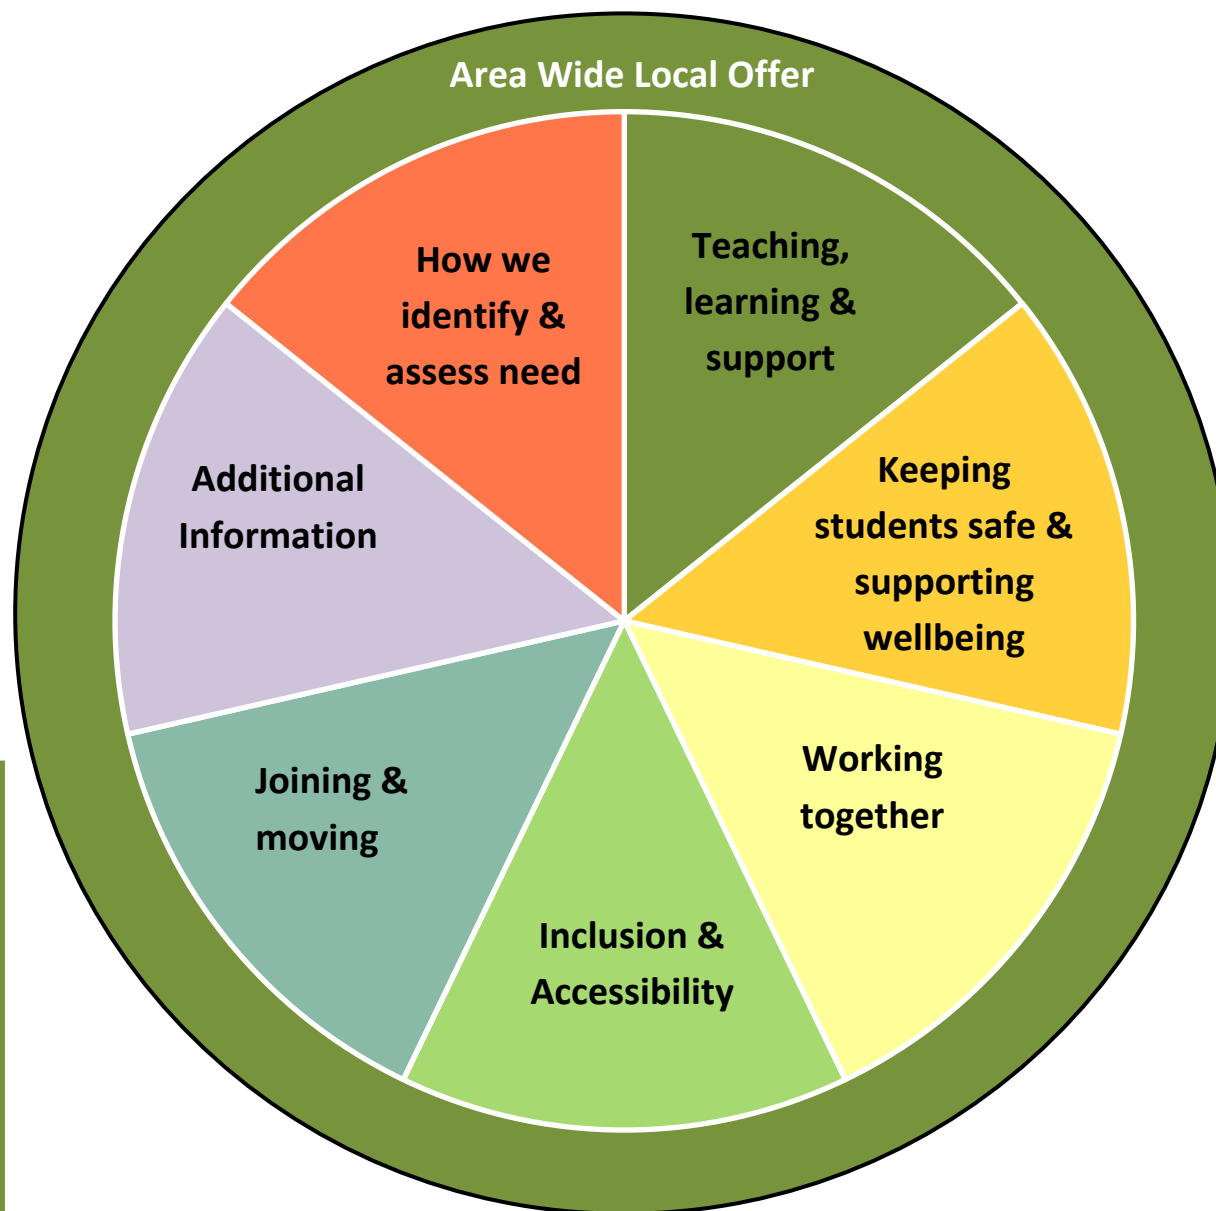 Area Wide Local Offer
How we
identify &
assess need
Teaching,
learning &
support
Keeping
students safe &
supporting
wellbeing
Working
together
Inclusion &
Accessibility
Joining &
moving
Additional
Information